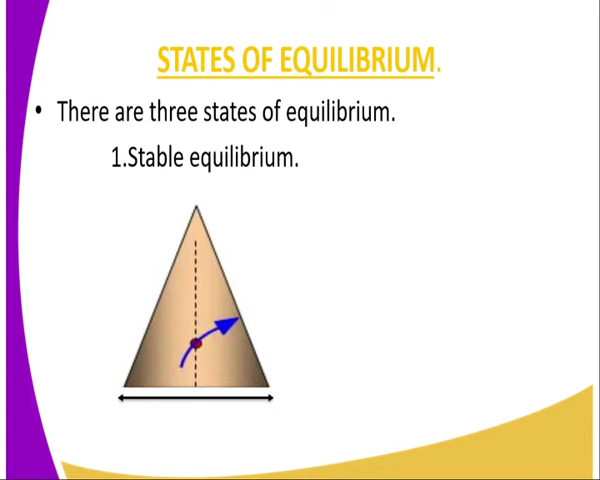 STATES OF EQUILIBRIUM.
• There are three states of equilibrium.
1.Stable equilibrium.